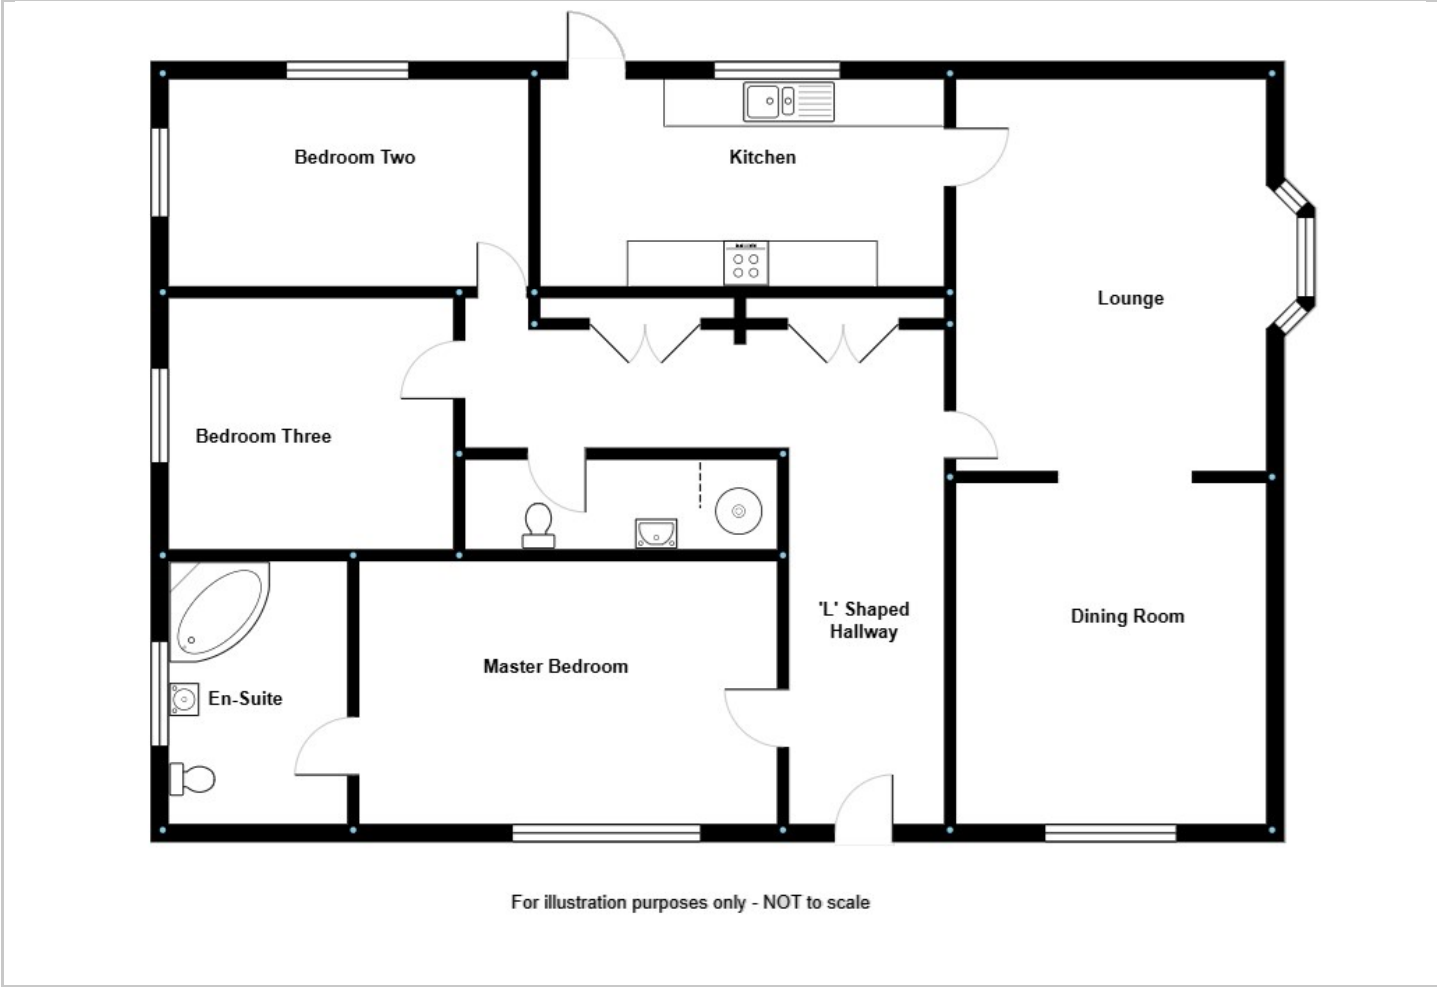 Bedroom Two
Kitchen
Lounge
Bedroom Three
'L' Shaped
Hallway
Dining Room
Master Bedroom
En-Suite
For illustration purposes only - NOT to scale